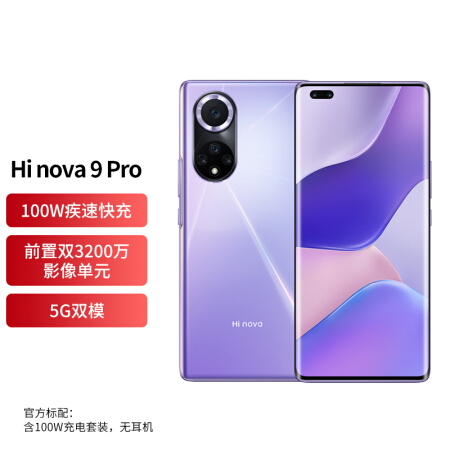 Hi nova 9 Pro
100W疾速快充
前置双3200万
影像单元
5G双模
Hi nova
官方标配：
含100W充电套装，无耳机